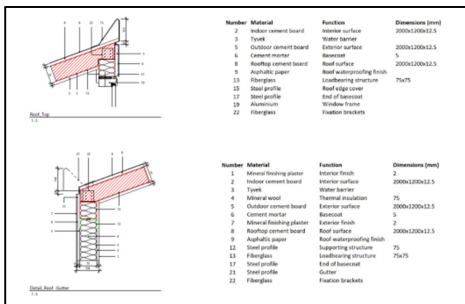 Number Material Function Dimensions (mm)
2 Indoor cement board Interior surface 2000x1200x12.5
3 Tyvek Water barrier
5 Outdoor cement board Exterior surface 2000x1200x12.5
6 Cement mortar Basecoat 5
8 Rooftop cement board Roof surface 2000x1200x12.5
9 Asphaltic paper Roof waterproofing finish
13 Fiberglass Loadbearing structure 75x75
15 Steel profile Roof edge cover
17 Steel profile End of basecoat
19 Aluminium Window frame
22 Fiberglass Fixation brackets
Roof_Top
1:5
Number Material Function Dimensions (mm)
1 Mineral finishing plaster Interior finish 2
2 Indoor cement board Interior surface 2000x1200x12.5
3 Tyvek Water barrier
4 Mineral wool Thermal insulation 75
5 Outdoor cement board Exterior surface 2000x1200x12.5
6 Cement mortar Basecoat 5
7 Mineral finishing plaster Exterior finish 2
8 Rooftop cement board Roof surface 2000x1200x12.5
9 Asphaltic paper Roof waterproofing finish
12 Steel profile Supporting structure 75
13 Fiberglass Loadbearing structure 75x75
17 Steel profile End of basecoat
21 Steel profile Gutter
22 Fiberglass Fixation brackets
Detail_Roof_Gutter
1:5